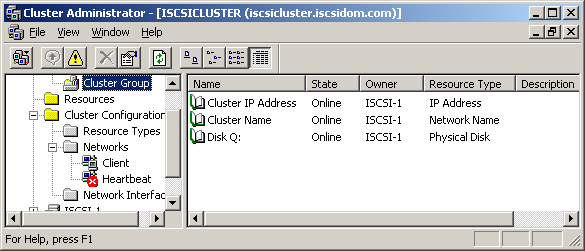 Cluster Administrator - [ISCSICLUSTER (iscsicluster.iscsidom.com)]
File View Window Help
Cluster Group
Resources
Cluster Configuration
Resource Types
Networks
Client
Heartbeat
Network Interfac
ISCSI-1
Name State Owner Resource Type Description
Cluster IP Address Online ISCSI-1 IP Address
Cluster Name Online ISCSI-1 Network Name
Disk Q: Online ISCSI-1 Physical Disk
For Help, press F1